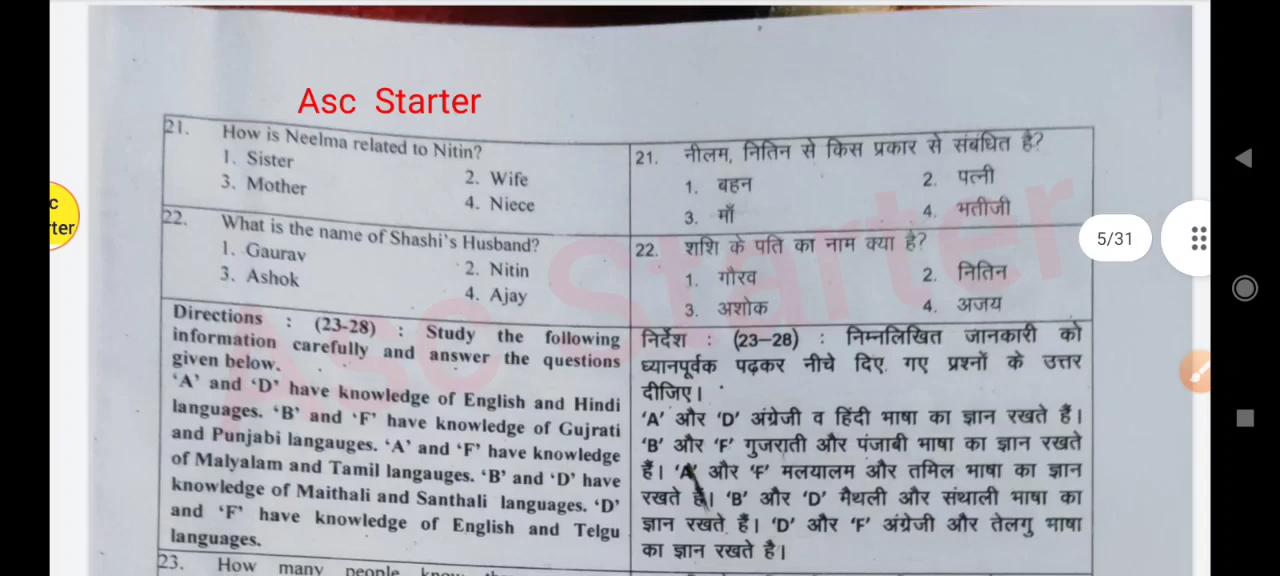 Asc Starter
21. How is Neelma related to Nitin?
1. Sister 2. Wife
3. Mother 4. Niece
22. What is the name of Shashi's Husband?
1. Gaurav 2. Nitin
3. Ashok 4. Ajay
Directions : (23-28) : Study the following
information carefully and answer the questions
given below.
'A' and 'D' have knowledge of English and Hindi
languages. 'B' and 'F' have knowledge of Gujrati
and Punjabi langauges. 'A' and 'F' have knowledge
of Malyalam and Tamil langauges. 'B' and 'D' have
knowledge of Maithali and Santhali languages. 'D'
and 'F' have knowledge of English and Telgu
languages.
23. How many people know
21. नीलम, नितिन से किस प्रकार से संबंधित है?
1. बहन 2. पत्नी
3. माँ 4. भतीजी
22. शशि के पति का नाम क्या है?
1. गौरव 2. नितिन
3. अशोक 4. अजय
निर्देश : (23–28) : निम्नलिखित जानकारी को
ध्यानपूर्वक पढ़कर नीचे दिए गए प्रश्नों के उत्तर
दीजिए।
'A' और 'D' अंग्रेजी व हिंदी भाषा का ज्ञान रखते हैं।
'B' और 'F' गुजराती और पंजाबी भाषा का ज्ञान रखते
हैं। 'A' और 'F' मलयालम और तमिल भाषा का ज्ञान
रखते हैं। 'B' और 'D' मैथली और संथाली भाषा का
ज्ञान रखते हैं। 'D' और 'F' अंग्रेजी और तेलगु भाषा
का ज्ञान रखते है।
Asc Starter
5/31
c
ter